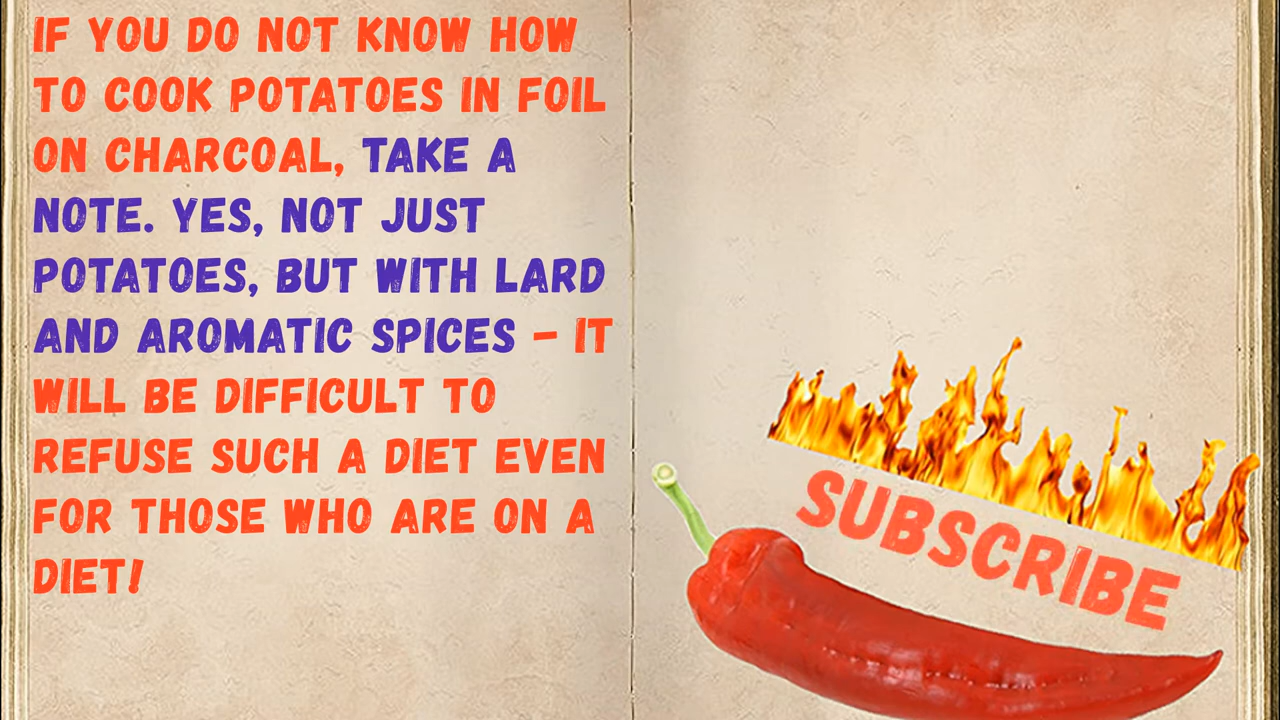 IF YOU DO NOT KNOW HOW
TO COOK POTATOES IN FOIL
ON CHARCOAL, TAKE A
NOTE. YES, NOT JUST
POTATOES, BUT WITH LARD
AND AROMATIC SPICES – IT
WILL BE DIFFICULT TO
REFUSE SUCH A DIET EVEN
FOR THOSE WHO ARE ON A
DIET!
SUBSCRIBE